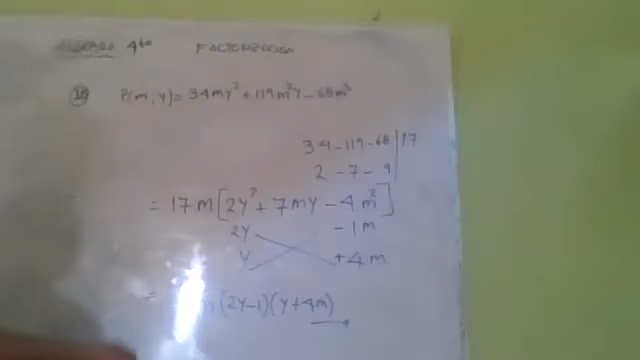 ALGEBRA 4to FACTORIZACION
19 P(m,y) = 34my² + 119m²y - 68m³
34 - 119 - 68 | 17
2 - 7 - 4
= 17m [2y² + 7my - 4m²]
2y - 1m
y + 4m
= (2y-1)(y+4m)